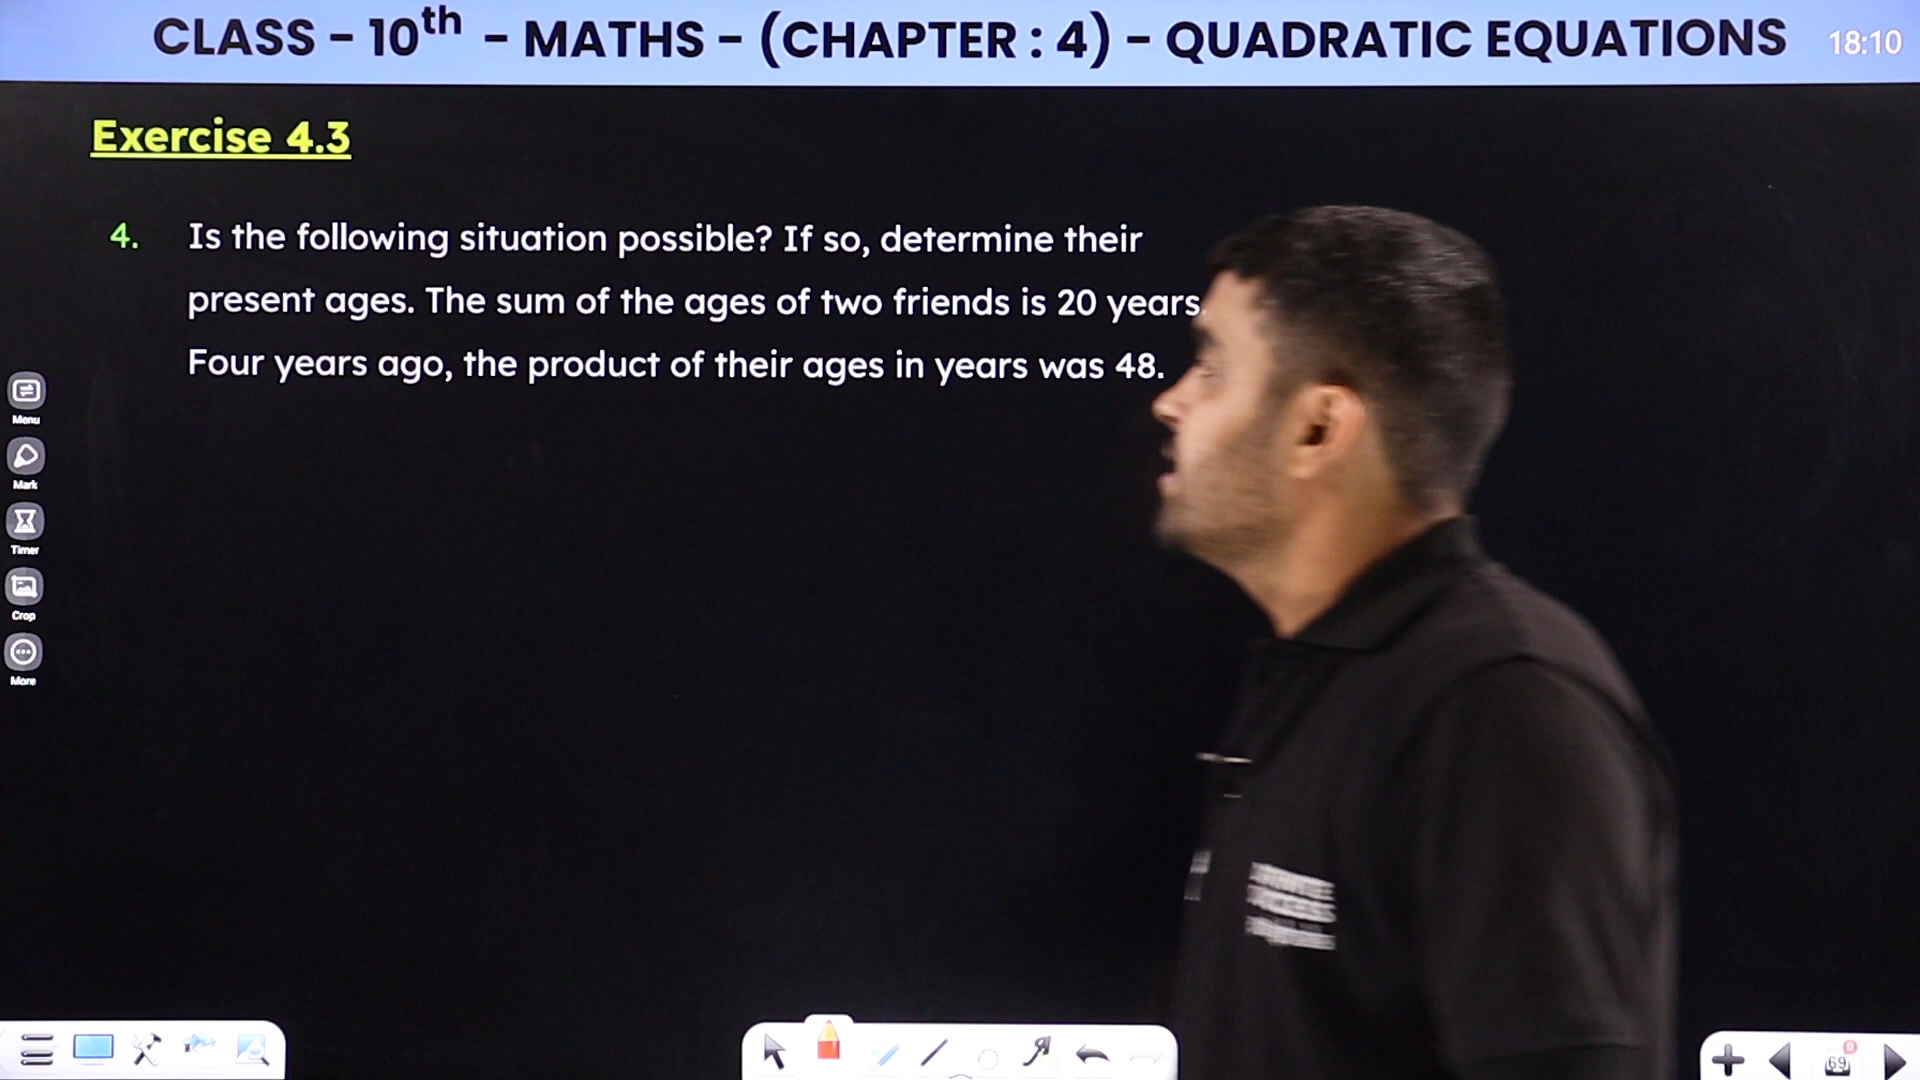 CLASS - 10th - MATHS - (CHAPTER : 4) - QUADRATIC EQUATIONS
18:10
Exercise 4.3
4. Is the following situation possible? If so, determine their
present ages. The sum of the ages of two friends is 20 years.
Four years ago, the product of their ages in years was 48.
Menu
Mark
Timer
Crop
More
69